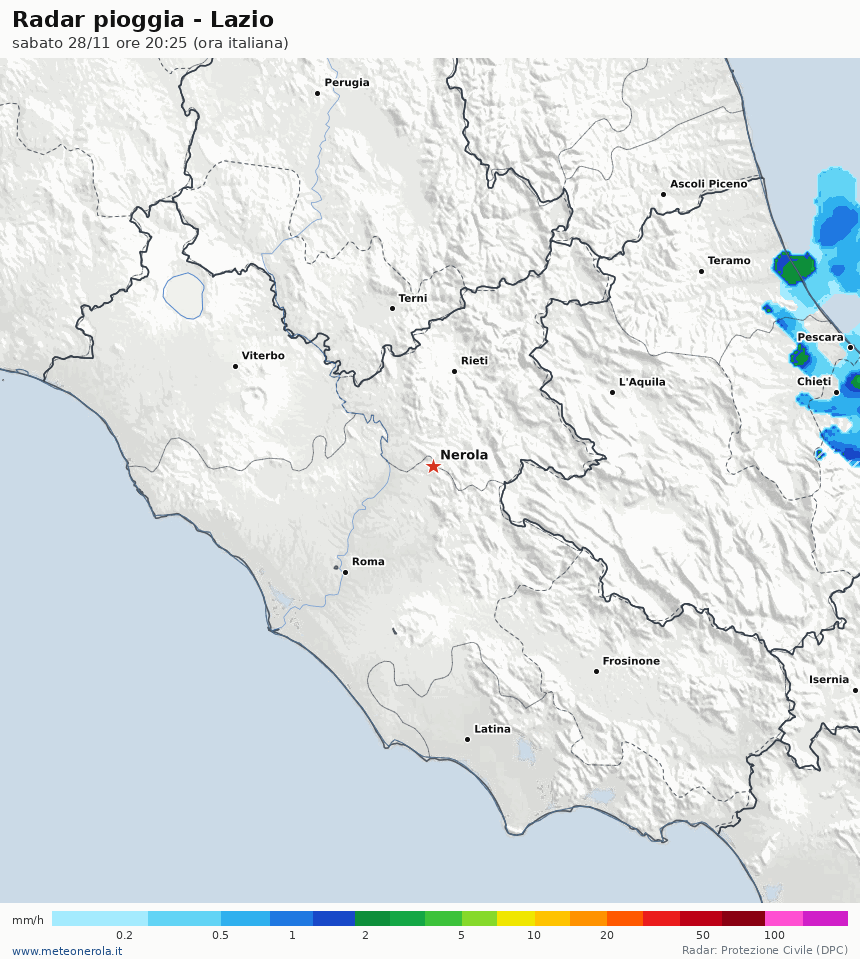 Radar pioggia - Lazio
sabato 28/11 ore 20:25 (ora italiana)
Perugia
Ascoli Piceno
Teramo
Terni
Pescara
Viterbo
Rieti
L'Aquila
Chieti
Nerola
Roma
Frosinone
Isernia
Latina
mm/h
0.2 0.5 1 2 5 10 20 50 100
www.meteonerola.it
Radar: Protezione Civile (DPC)